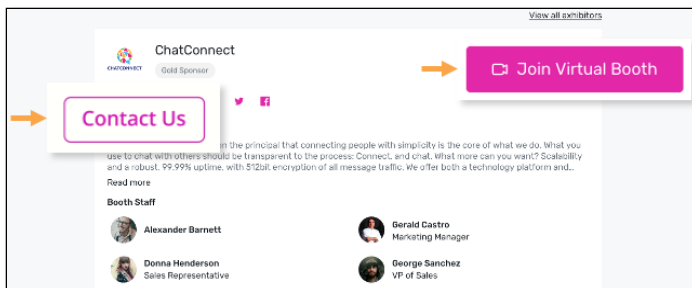 View all exhibitors
ChatConnect
CHATCONNECT
Gold Sponsor
Join Virtual Booth
Contact Us
n the principal that connecting people with simplicity is the core of what we do. What you
use to chat with others should be transparent to the process: Connect, and chat. What more can you want? Scalability
and a robust, 99.99% uptime, with 512bit encryption of all message traffic. We offer both a technology platform and...
Read more
Booth Staff
Alexander Barnett
Gerald Castro
Marketing Manager
Donna Henderson
Sales Representative
George Sanchez
VP of Sales